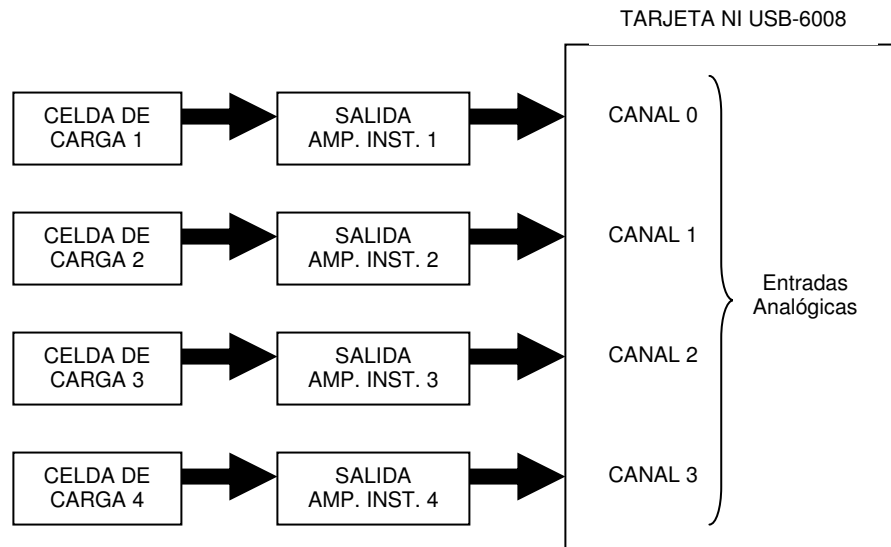 TARJETA NI USB-6008
CELDA DE
CARGA 1
SALIDA
AMP. INST. 1
CANAL 0
CELDA DE
CARGA 2
SALIDA
AMP. INST. 2
CANAL 1
Entradas
Analógicas
CELDA DE
CARGA 3
SALIDA
AMP. INST. 3
CANAL 2
CELDA DE
CARGA 4
SALIDA
AMP. INST. 4
CANAL 3